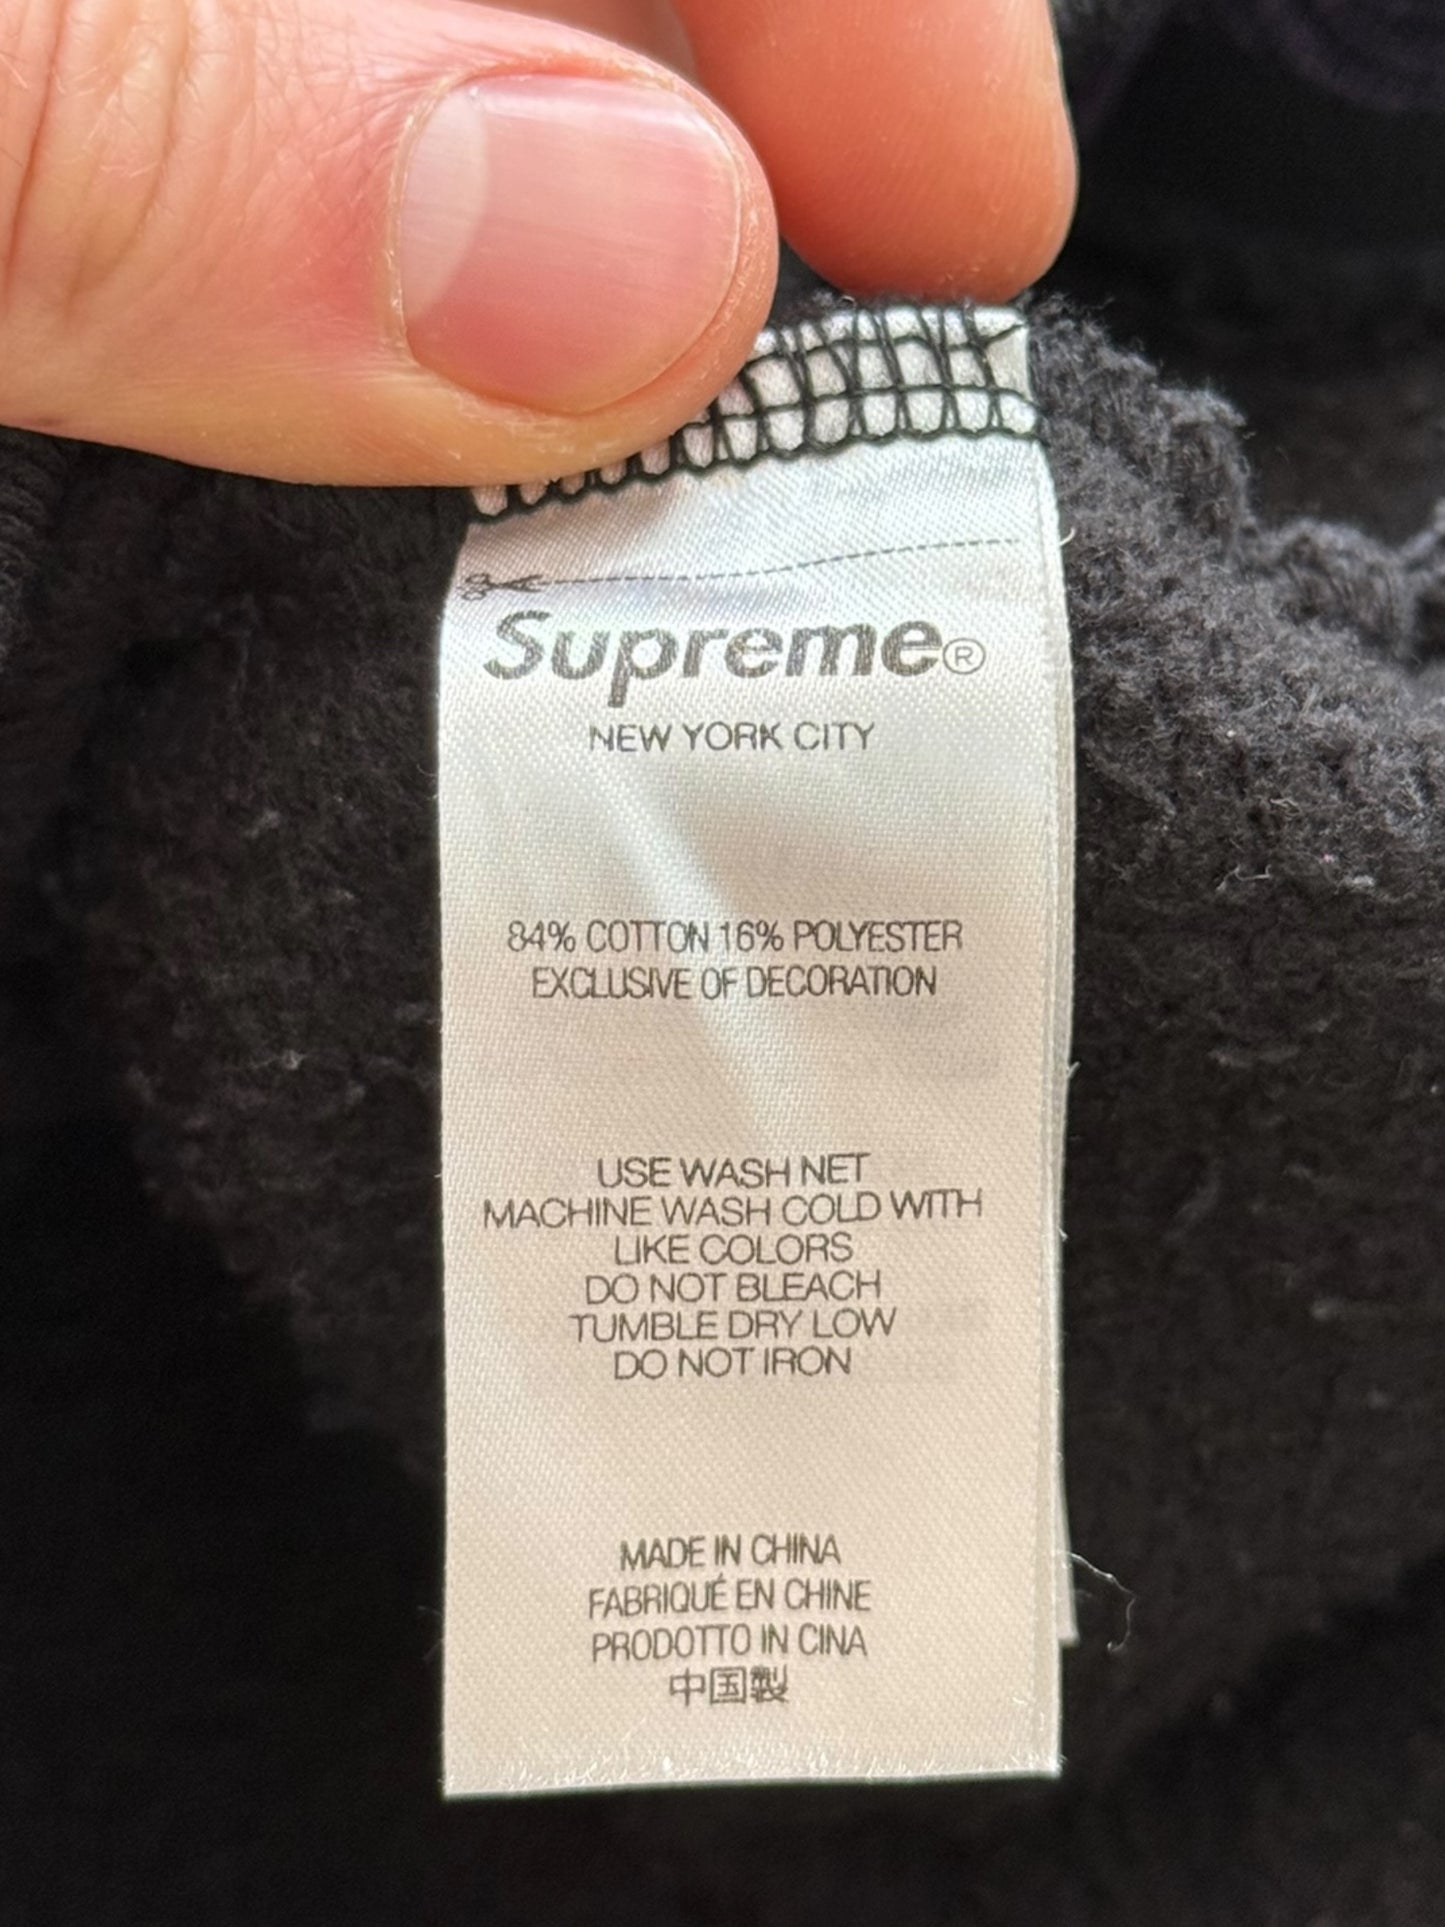 Supreme®
NEW YORK CITY
84% COTTON 16% POLYESTER
EXCLUSIVE OF DECORATION
USE WASH NET
MACHINE WASH COLD WITH
LIKE COLORS
DO NOT BLEACH
TUMBLE DRY LOW
DO NOT IRON
MADE IN CHINA
FABRIQUÉ EN CHINE
PRODOTTO IN CINA
中国製